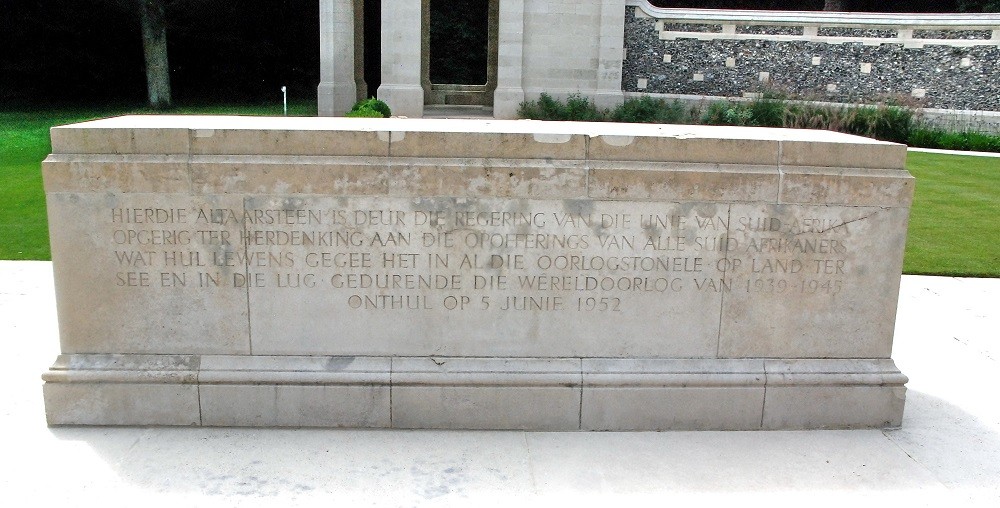 HIERDIE ALTAARSTEEN IS DEUR DIE REGERING VAN DIE UNIE VAN SUID-AFRIKA
OPGERIG TER HERDENKING AAN DIE OPOFFERINGS VAN ALLE SUID-AFRIKANERS
WAT HUL LEWENS GEGEE HET IN AL DIE OORLOGSTONELE · OP LAND · TER
SEE EN IN DIE LUG · GEDURENDE DIE WERELDOORLOG VAN 1939-1945
ONTHUL OP 5 JUNIE 1952